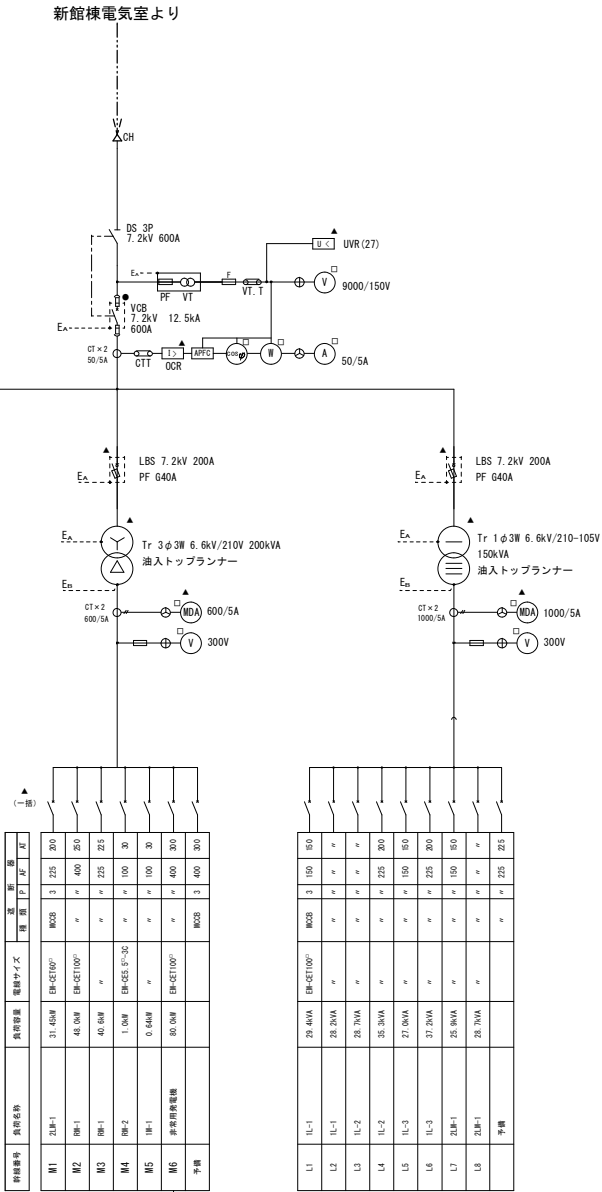 新館棟電気室より
CH
DS 3P
7.2kV 600A
U < UVR(27)
EA
PF VT F VT.T V 9000/150V
VCB
7.2kV 12.5kA
600A
EA
CT×2
50/5A
CTT
I>
OCR
APFC
cosφ
W
A
50/5A
LBS 7.2kV 200A
PF G40A
EA
LBS 7.2kV 200A
PF G40A
EA
EA
Tr 3φ3W 6.6kV/210V 200kVA
油入トップランナー
EB
EA
Tr 1φ3W 6.6kV/210-105V
150kVA
油入トップランナー
EB
CT×2
600/5A
MDA 600/5A
V 300V
CT×2
1000/5A
MDA 1000/5A
V 300V
(一括)
幹線番号 負荷名称 負荷容量 電線サイズ 遮断器 種類 P AF AT
M1 2LM-1 31.45kW EM-CET60□ MCCB 3 225 200
M2 RM-1 48.0kW EM-CET100□ 〃 〃 400 250
M3 RM-1 40.6kW 〃 〃 〃 225 225
M4 RM-2 1.0kW EM-CE5.5□-3C 〃 〃 100 30
M5 1M-1 0.64kW 〃 〃 〃 100 30
M6 非常用発電機 80.0kW EM-CET100□ 〃 〃 400 300
予備 MCCB 3 400 300
L1 1L-1 29.4kVA EM-CET100□ MCCB 3 150 150
L2 1L-1 28.2kVA 〃 〃 〃 〃 〃
L3 1L-2 28.7kVA 〃 〃 〃 〃 〃
L4 1L-2 35.3kVA 〃 〃 〃 225 200
L5 1L-3 27.0kVA 〃 〃 〃 150 150
L6 1L-3 37.2kVA 〃 〃 〃 225 200
L7 2LM-1 25.9kVA 〃 〃 〃 150 150
L8 2LM-1 28.7kVA 〃 〃 〃 〃 〃
予備 〃 〃 225 225